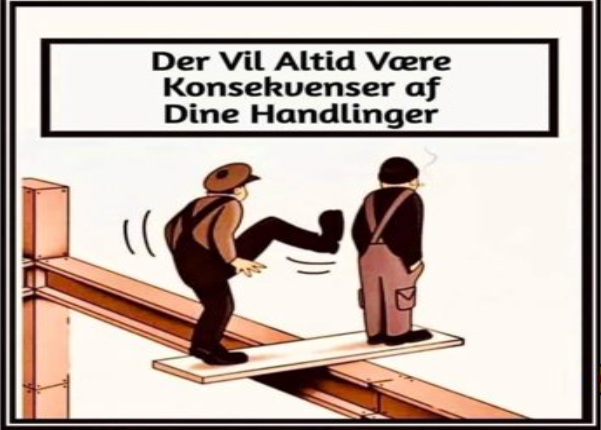 Der Vil Altid Være
Konsekvenser af
Dine Handlinger